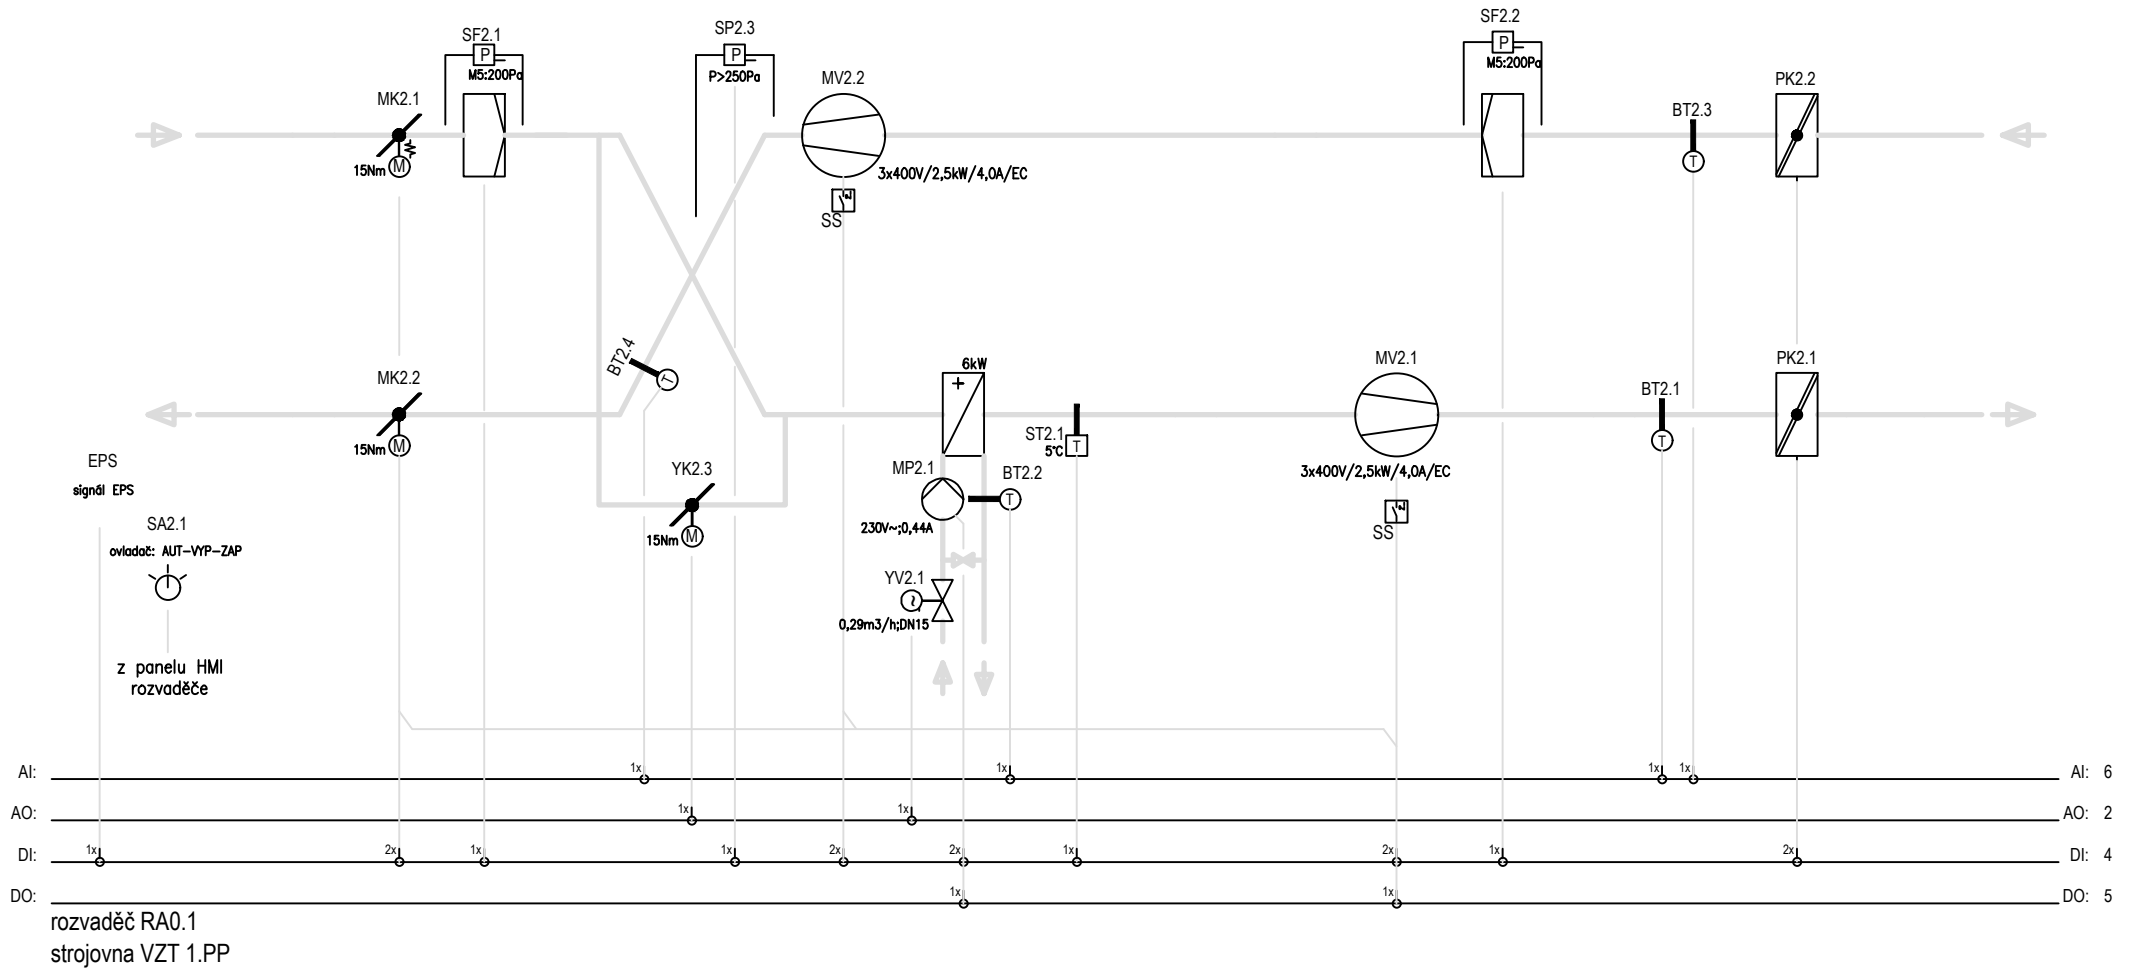 SF2.2
SP2.3
SF2.1
P
P
P
M5:200Pa
P>250Pa
M5:200Pa
MV2.2
PK2.2
MK2.1
BT2.3
15Nm
M
T
3x400V/2,5kW/4,0A/EC
SS
BT2.4
T
6kW
MV2.1
PK2.1
MK2.2
BT2.1
+
15Nm
M
ST2.1
5°C
T
T
EPS
signál EPS
YK2.3
MP2.1
BT2.2
T
3x400V/2,5kW/4,0A/EC
SS
SA2.1
ovladač: AUT-VYP-ZAP
15Nm
M
230V~;0,44A
YV2.1
~
0,29m3/h;DN15
z panelu HMI
rozvaděče
AI:
1x
1x
1x
1x
AI: 6
AO:
1x
1x
AO: 2
DI:
1x
2x
1x
1x
2x
2x
1x
2x
1x
2x
DI: 4
DO:
1x
1x
DO: 5
rozvaděč RA0.1
strojovna VZT 1.PP